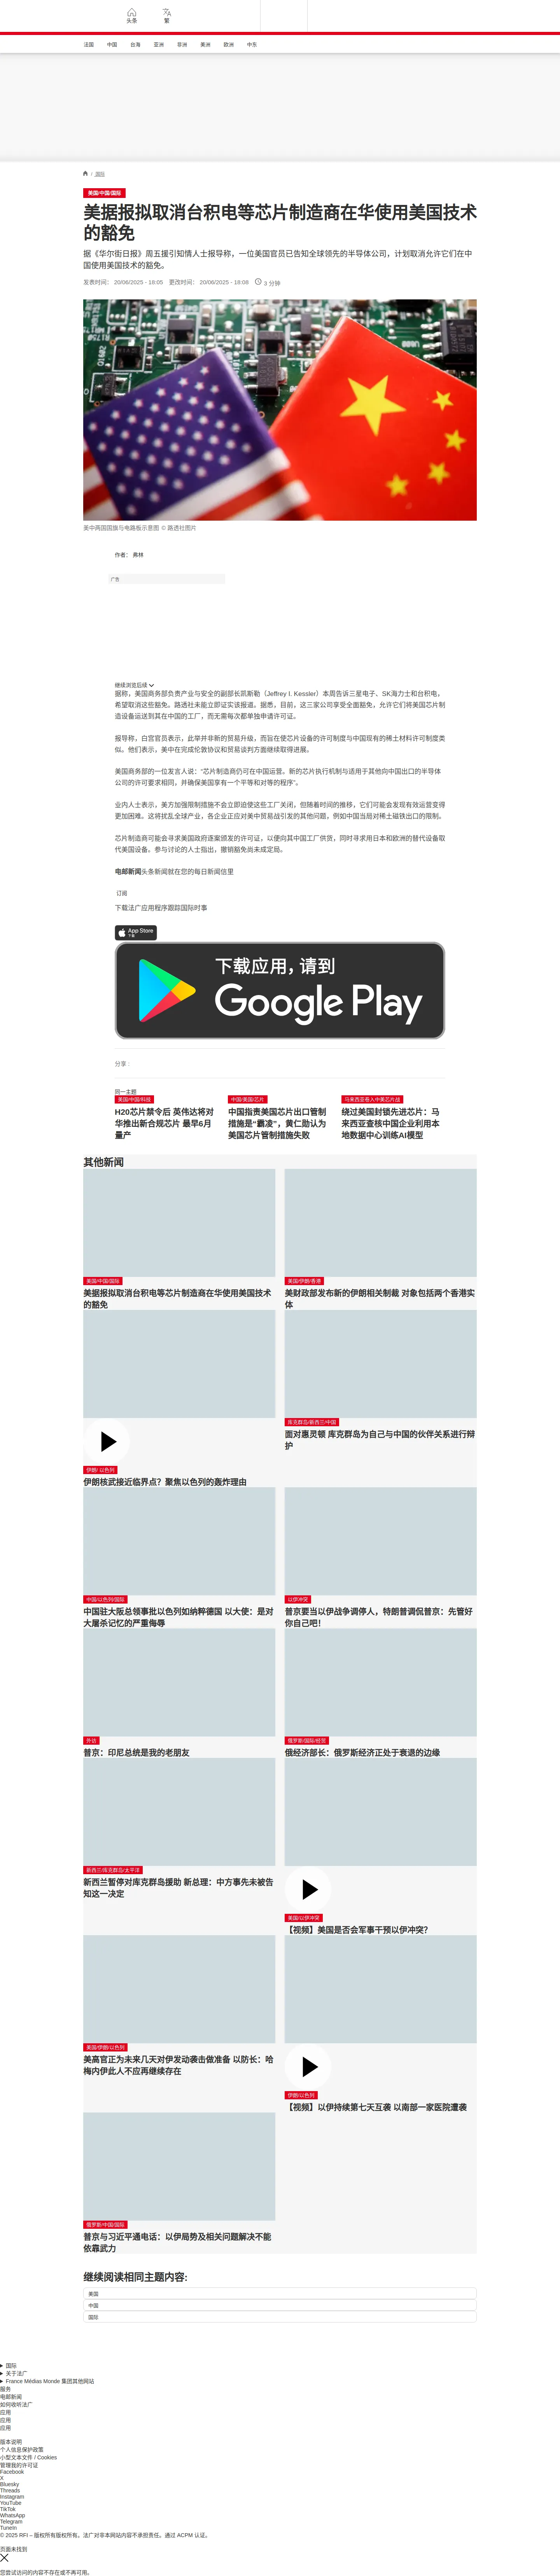 头条
繁
法国
中国
台海
亚洲
非洲
美洲
欧洲
中东
/ 国际
美国/中国/国际
美据报拟取消台积电等芯片制造商在华使用美国技术
的豁免
据《华尔街日报》周五援引知情人士报导称，一位美国官员已告知全球领先的半导体公司，计划取消允许它们在中
国使用美国技术的豁免。
发表时间： 20/06/2025 - 18:05 更改时间： 20/06/2025 - 18:08 3 分钟
美中两国国旗与电路板示意图 © 路透社图片
作者： 弗林
广告
继续浏览后续
据称，美国商务部负责产业与安全的副部长凯斯勒（Jeffrey I. Kessler）本周告诉三星电子、SK海力士和台积电，
希望取消这些豁免。路透社未能立即证实该报道。据悉，目前，这三家公司享受全面豁免，允许它们将美国芯片制
造设备运送到其在中国的工厂，而无需每次都单独申请许可证。
报导称，白宫官员表示，此举并非新的贸易升级，而旨在使芯片设备的许可制度与中国现有的稀土材料许可制度类
似。他们表示，美中在完成伦敦协议和贸易谈判方面继续取得进展。
美国商务部的一位发言人说：“芯片制造商仍可在中国运营。新的芯片执行机制与适用于其他向中国出口的半导体
公司的许可要求相同，并确保美国享有一个平等和对等的程序”。
业内人士表示，美方加强限制措施不会立即迫使这些工厂关闭，但随着时间的推移，它们可能会发现有效运营变得
更加困难。这将扰乱全球产业，各企业正应对美中贸易战引发的其他问题，例如中国当局对稀土磁铁出口的限制。
芯片制造商可能会寻求美国政府逐案颁发的许可证，以便向其中国工厂供货，同时寻求用日本和欧洲的替代设备取
代美国设备，参与讨论的人士指出，撤销豁免尚未成定局。
电邮新闻头条新闻就在您的每日新闻信里
订阅
下载法广应用程序跟踪国际时事
App Store
下载
下载应用，请到
Google Play
分享 :
同一主题
美国/中国/科技
H20芯片禁令后 英伟达将对
华推出新合规芯片 最早6月
量产
中国/美国/芯片
中国指责美国芯片出口管制
措施是“霸凌”，黄仁勋认为
美国芯片管制措施失败
马来西亚卷入中美芯片战
绕过美国封锁先进芯片：马
来西亚查核中国企业利用本
地数据中心训练AI模型
其他新闻
美国/中国/国际
美据报拟取消台积电等芯片制造商在华使用美国技术
的豁免
美国/伊朗/香港
美财政部发布新的伊朗相关制裁 对象包括两个香港实
体
伊朗/ 以色列
伊朗核武接近临界点？聚焦以色列的轰炸理由
库克群岛/新西兰/中国
面对惠灵顿 库克群岛为自己与中国的伙伴关系进行辩
护
中国/以色列/国际
中国驻大阪总领事批以色列如纳粹德国 以大使：是对
大屠杀记忆的严重侮辱
以伊冲突
普京要当以伊战争调停人，特朗普调侃普京：先管好
你自己吧！
外访
普京：印尼总统是我的老朋友
俄罗斯/国际/经贸
俄经济部长：俄罗斯经济正处于衰退的边缘
新西兰/库克群岛/太平洋
新西兰暂停对库克群岛援助 新总理：中方事先未被告
知这一决定
美国/以伊冲突
【视频】美国是否会军事干预以伊冲突？
美国/伊朗/以色列
美高官正为未来几天对伊发动袭击做准备 以防长：哈
梅内伊此人不应再继续存在
伊朗/以色列
【视频】以伊持续第七天互袭 以南部一家医院遭袭
俄罗斯/中国/国际
普京与习近平通电话：以伊局势及相关问题解决不能
依靠武力
继续阅读相同主题内容:
美国
中国
国际
国际
关于法广
France Médias Monde 集团其他网站
服务
电邮新闻
如何收听法广
应用
应用
应用
版本说明
个人信息保护政策
小型文本文件 / Cookies
管理我的许可证
Facebook
X
Bluesky
Threads
Instagram
YouTube
TikTok
WhatsApp
Telegram
TuneIn
© 2025 RFI – 版权所有版权所有。法广对非本网站内容不承担责任。通过 ACPM 认证。
页面未找到
您尝试访问的内容不存在或不再可用。